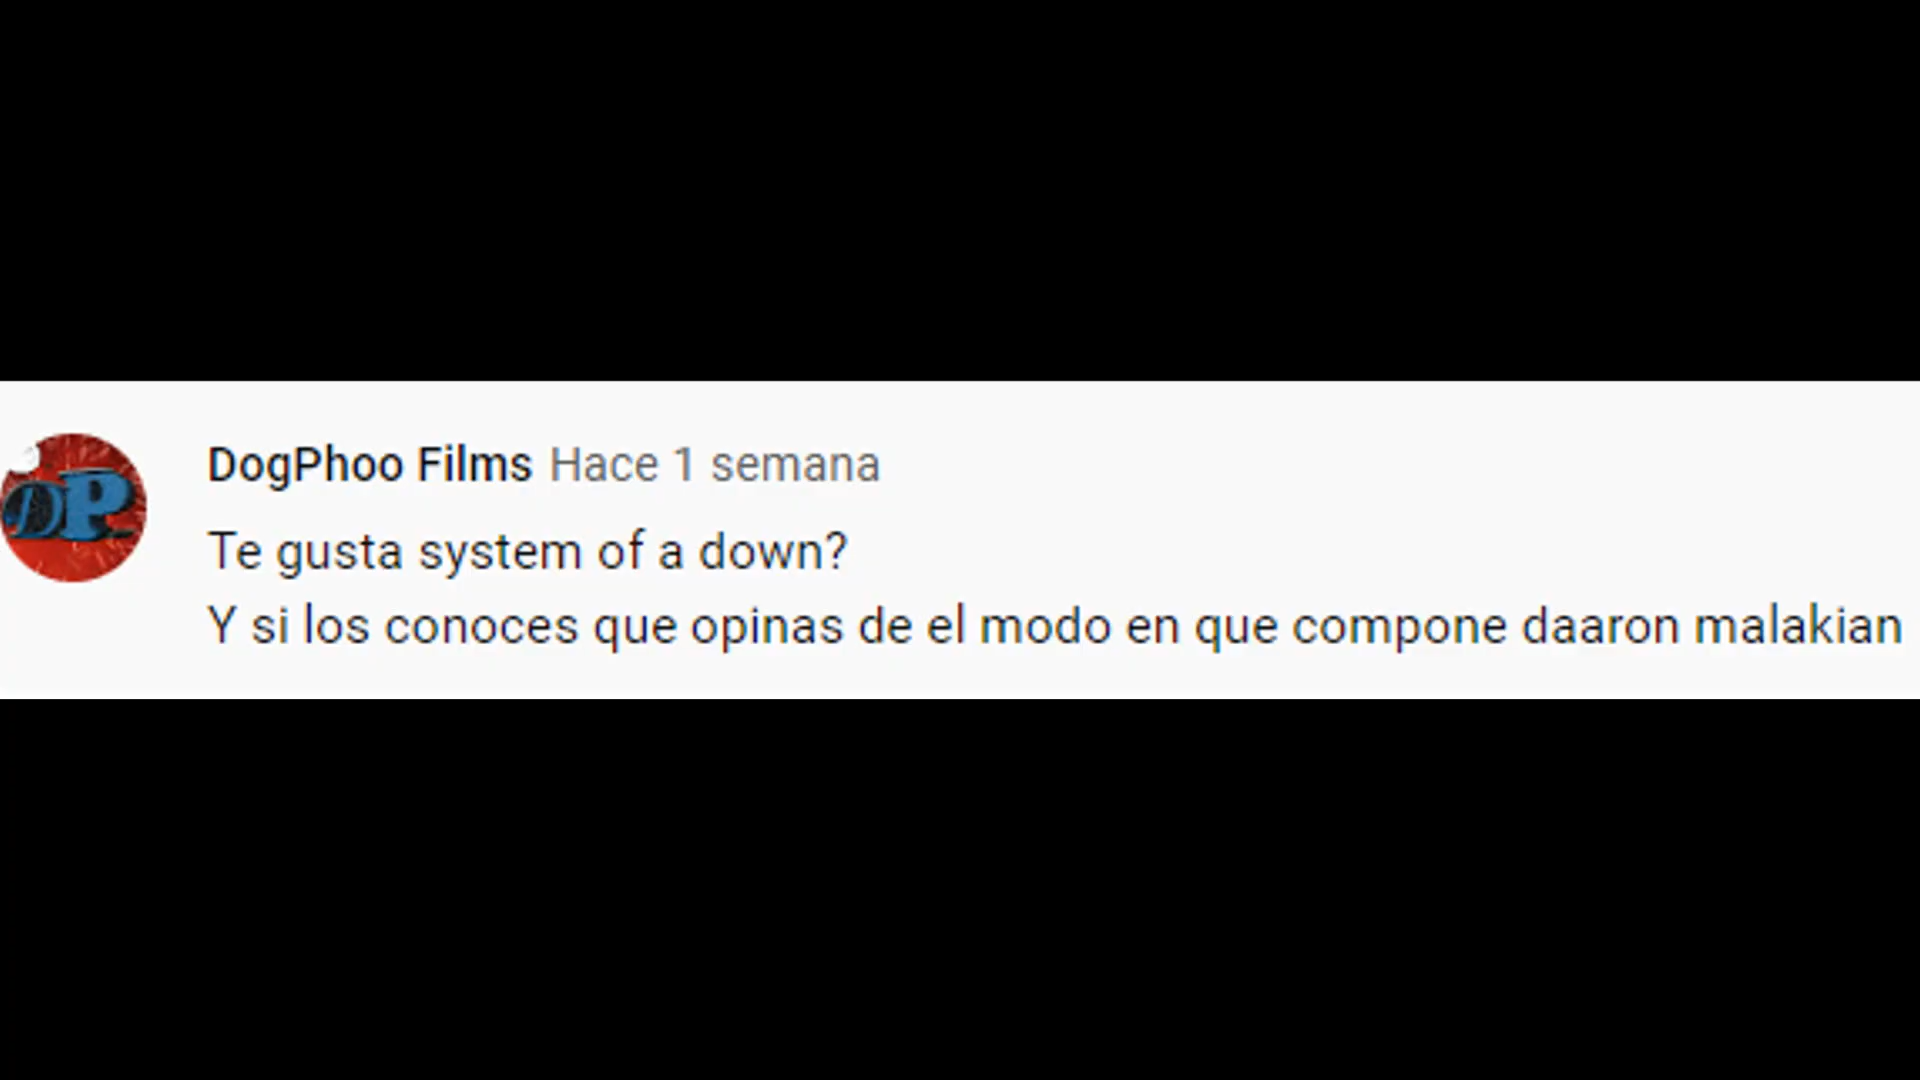 DogPhoo Films Hace 1 semana
DP
Te gusta system of a down?
Y si los conoces que opinas de el modo en que compone daaron malakian